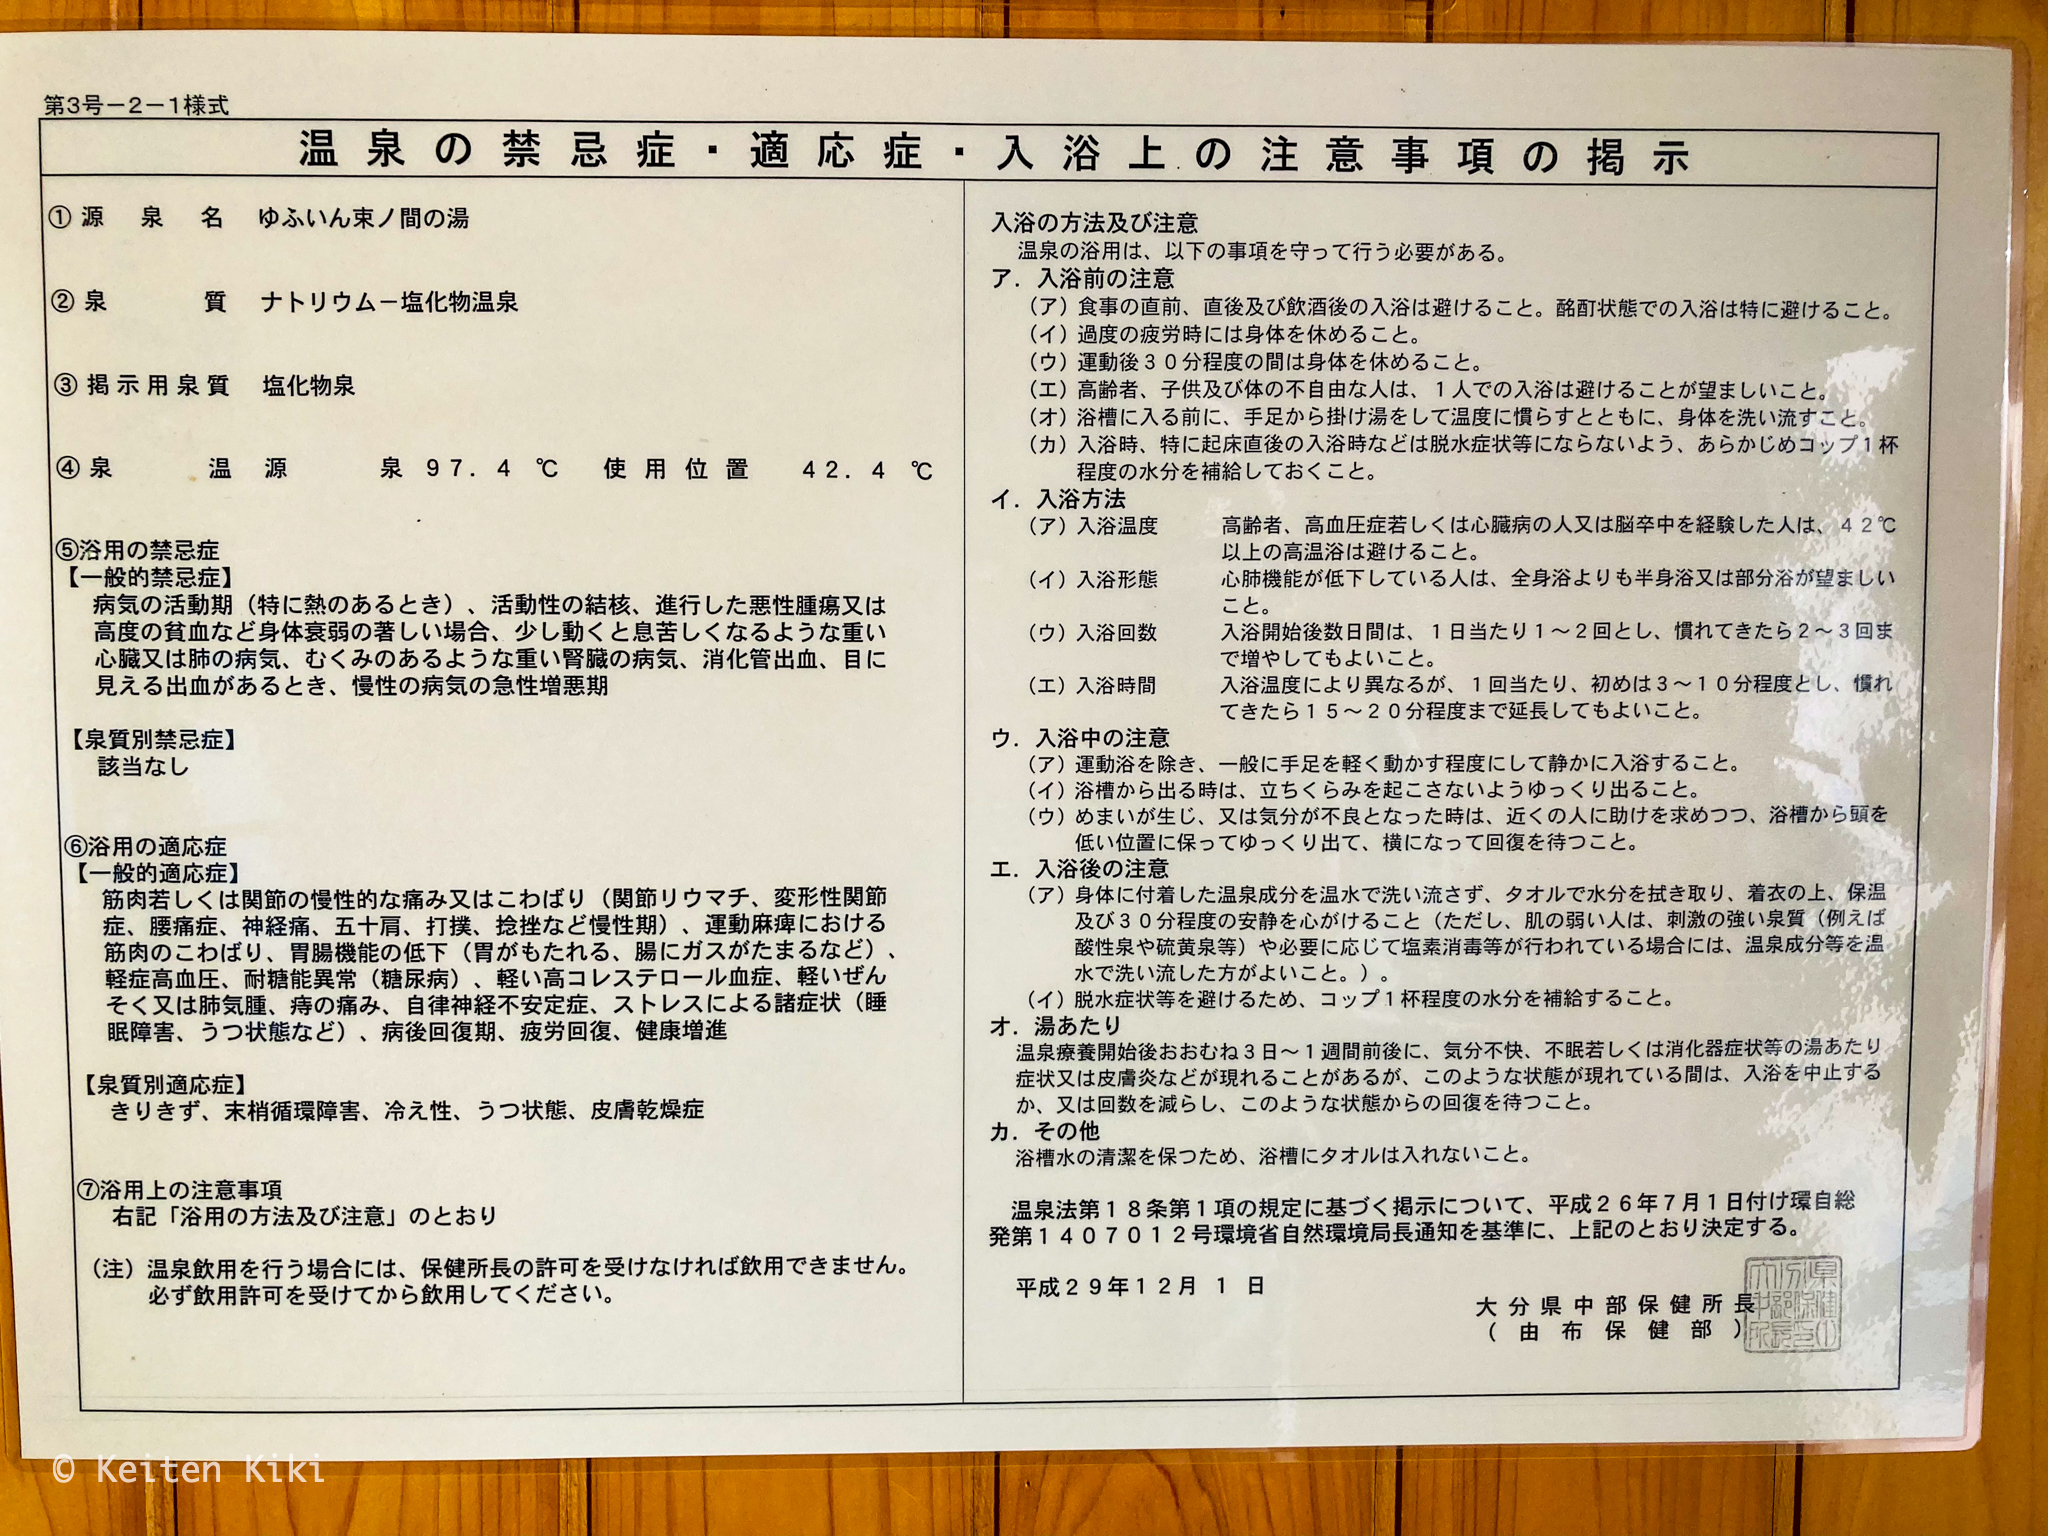 第3号－2－1様式
温泉の禁忌症・適応症・入浴上の注意事項の掲示
①源泉名 ゆふいん束ノ間の湯
②泉質 ナトリウム－塩化物温泉
③掲示用泉質 塩化物泉
④泉温 源泉 97.4 ℃ 使用位置 42.4 ℃
⑤浴用の禁忌症
【一般的禁忌症】
病気の活動期（特に熱のあるとき）、活動性の結核、進行した悪性腫瘍又は
高度の貧血など身体衰弱の著しい場合、少し動くと息苦しくなるような重い
心臓又は肺の病気、むくみのあるような重い腎臓の病気、消化管出血、目に
見える出血があるとき、慢性の病気の急性増悪期
【泉質別禁忌症】
該当なし
⑥浴用の適応症
【一般的適応症】
筋肉若しくは関節の慢性的な痛み又はこわばり（関節リウマチ、変形性関節
症、腰痛症、神経痛、五十肩、打撲、捻挫など慢性期）、運動麻痺における
筋肉のこわばり、胃腸機能の低下（胃がもたれる、腸にガスがたまるなど）、
軽症高血圧、耐糖能異常（糖尿病）、軽い高コレステロール血症、軽いぜん
そく又は肺気腫、痔の痛み、自律神経不安定症、ストレスによる諸症状（睡
眠障害、うつ状態など）、病後回復期、疲労回復、健康増進
【泉質別適応症】
きりきず、末梢循環障害、冷え性、うつ状態、皮膚乾燥症
⑦浴用上の注意事項
右記「浴用の方法及び注意」のとおり
（注）温泉飲用を行う場合には、保健所長の許可を受けなければ飲用できません。
必ず飲用許可を受けてから飲用してください。
入浴の方法及び注意
温泉の浴用は、以下の事項を守って行う必要がある。
ア．入浴前の注意
（ア）食事の直前、直後及び飲酒後の入浴は避けること。酩酊状態での入浴は特に避けること。
（イ）過度の疲労時には身体を休めること。
（ウ）運動後３０分程度の間は身体を休めること。
（エ）高齢者、子供及び体の不自由な人は、１人での入浴は避けることが望ましいこと。
（オ）浴槽に入る前に、手足から掛け湯をして温度に慣らすとともに、身体を洗い流すこと。
（カ）入浴時、特に起床直後の入浴時などは脱水症状等にならないよう、あらかじめコップ１杯
程度の水分を補給しておくこと。
イ．入浴方法
（ア）入浴温度 高齢者、高血圧症若しくは心臓病の人又は脳卒中を経験した人は、４２℃
以上の高温浴は避けること。
（イ）入浴形態 心肺機能が低下している人は、全身浴よりも半身浴又は部分浴が望ましい
こと。
（ウ）入浴回数 入浴開始後数日間は、１日当たり１～２回とし、慣れてきたら２～３回ま
で増やしてもよいこと。
（エ）入浴時間 入浴温度により異なるが、１回当たり、初めは３～１０分程度とし、慣れ
てきたら１５～２０分程度まで延長してもよいこと。
ウ．入浴中の注意
（ア）運動浴を除き、一般に手足を軽く動かす程度にして静かに入浴すること。
（イ）浴槽から出る時は、立ちくらみを起こさないようゆっくり出ること。
（ウ）めまいが生じ、又は気分が不良となった時は、近くの人に助けを求めつつ、浴槽から頭を
低い位置に保ってゆっくり出て、横になって回復を待つこと。
エ．入浴後の注意
（ア）身体に付着した温泉成分を温水で洗い流さず、タオルで水分を拭き取り、着衣の上、保温
及び３０分程度の安静を心がけること（ただし、肌の弱い人は、刺激の強い泉質（例えば
酸性泉や硫黄泉等）や必要に応じて塩素消毒等が行われている場合には、温泉成分等を温
水で洗い流した方がよいこと。）。
（イ）脱水症状等を避けるため、コップ１杯程度の水分を補給すること。
オ．湯あたり
温泉療養開始後おおむね３日～１週間前後に、気分不快、不眠若しくは消化器症状等の湯あたり
症状又は皮膚炎などが現れることがあるが、このような状態が現れている間は、入浴を中止する
か、又は回数を減らし、このような状態からの回復を待つこと。
カ．その他
浴槽水の清潔を保つため、浴槽にタオルは入れないこと。
温泉法第１８条第１項の規定に基づく掲示について、平成２６年７月１日付け環自総
発第１４０７０１２号環境省自然環境局長通知を基準に、上記のとおり決定する。
平成２９年１２月 １ 日
大分県中部保健所長
（由布保健部）
© Keiten Kiki